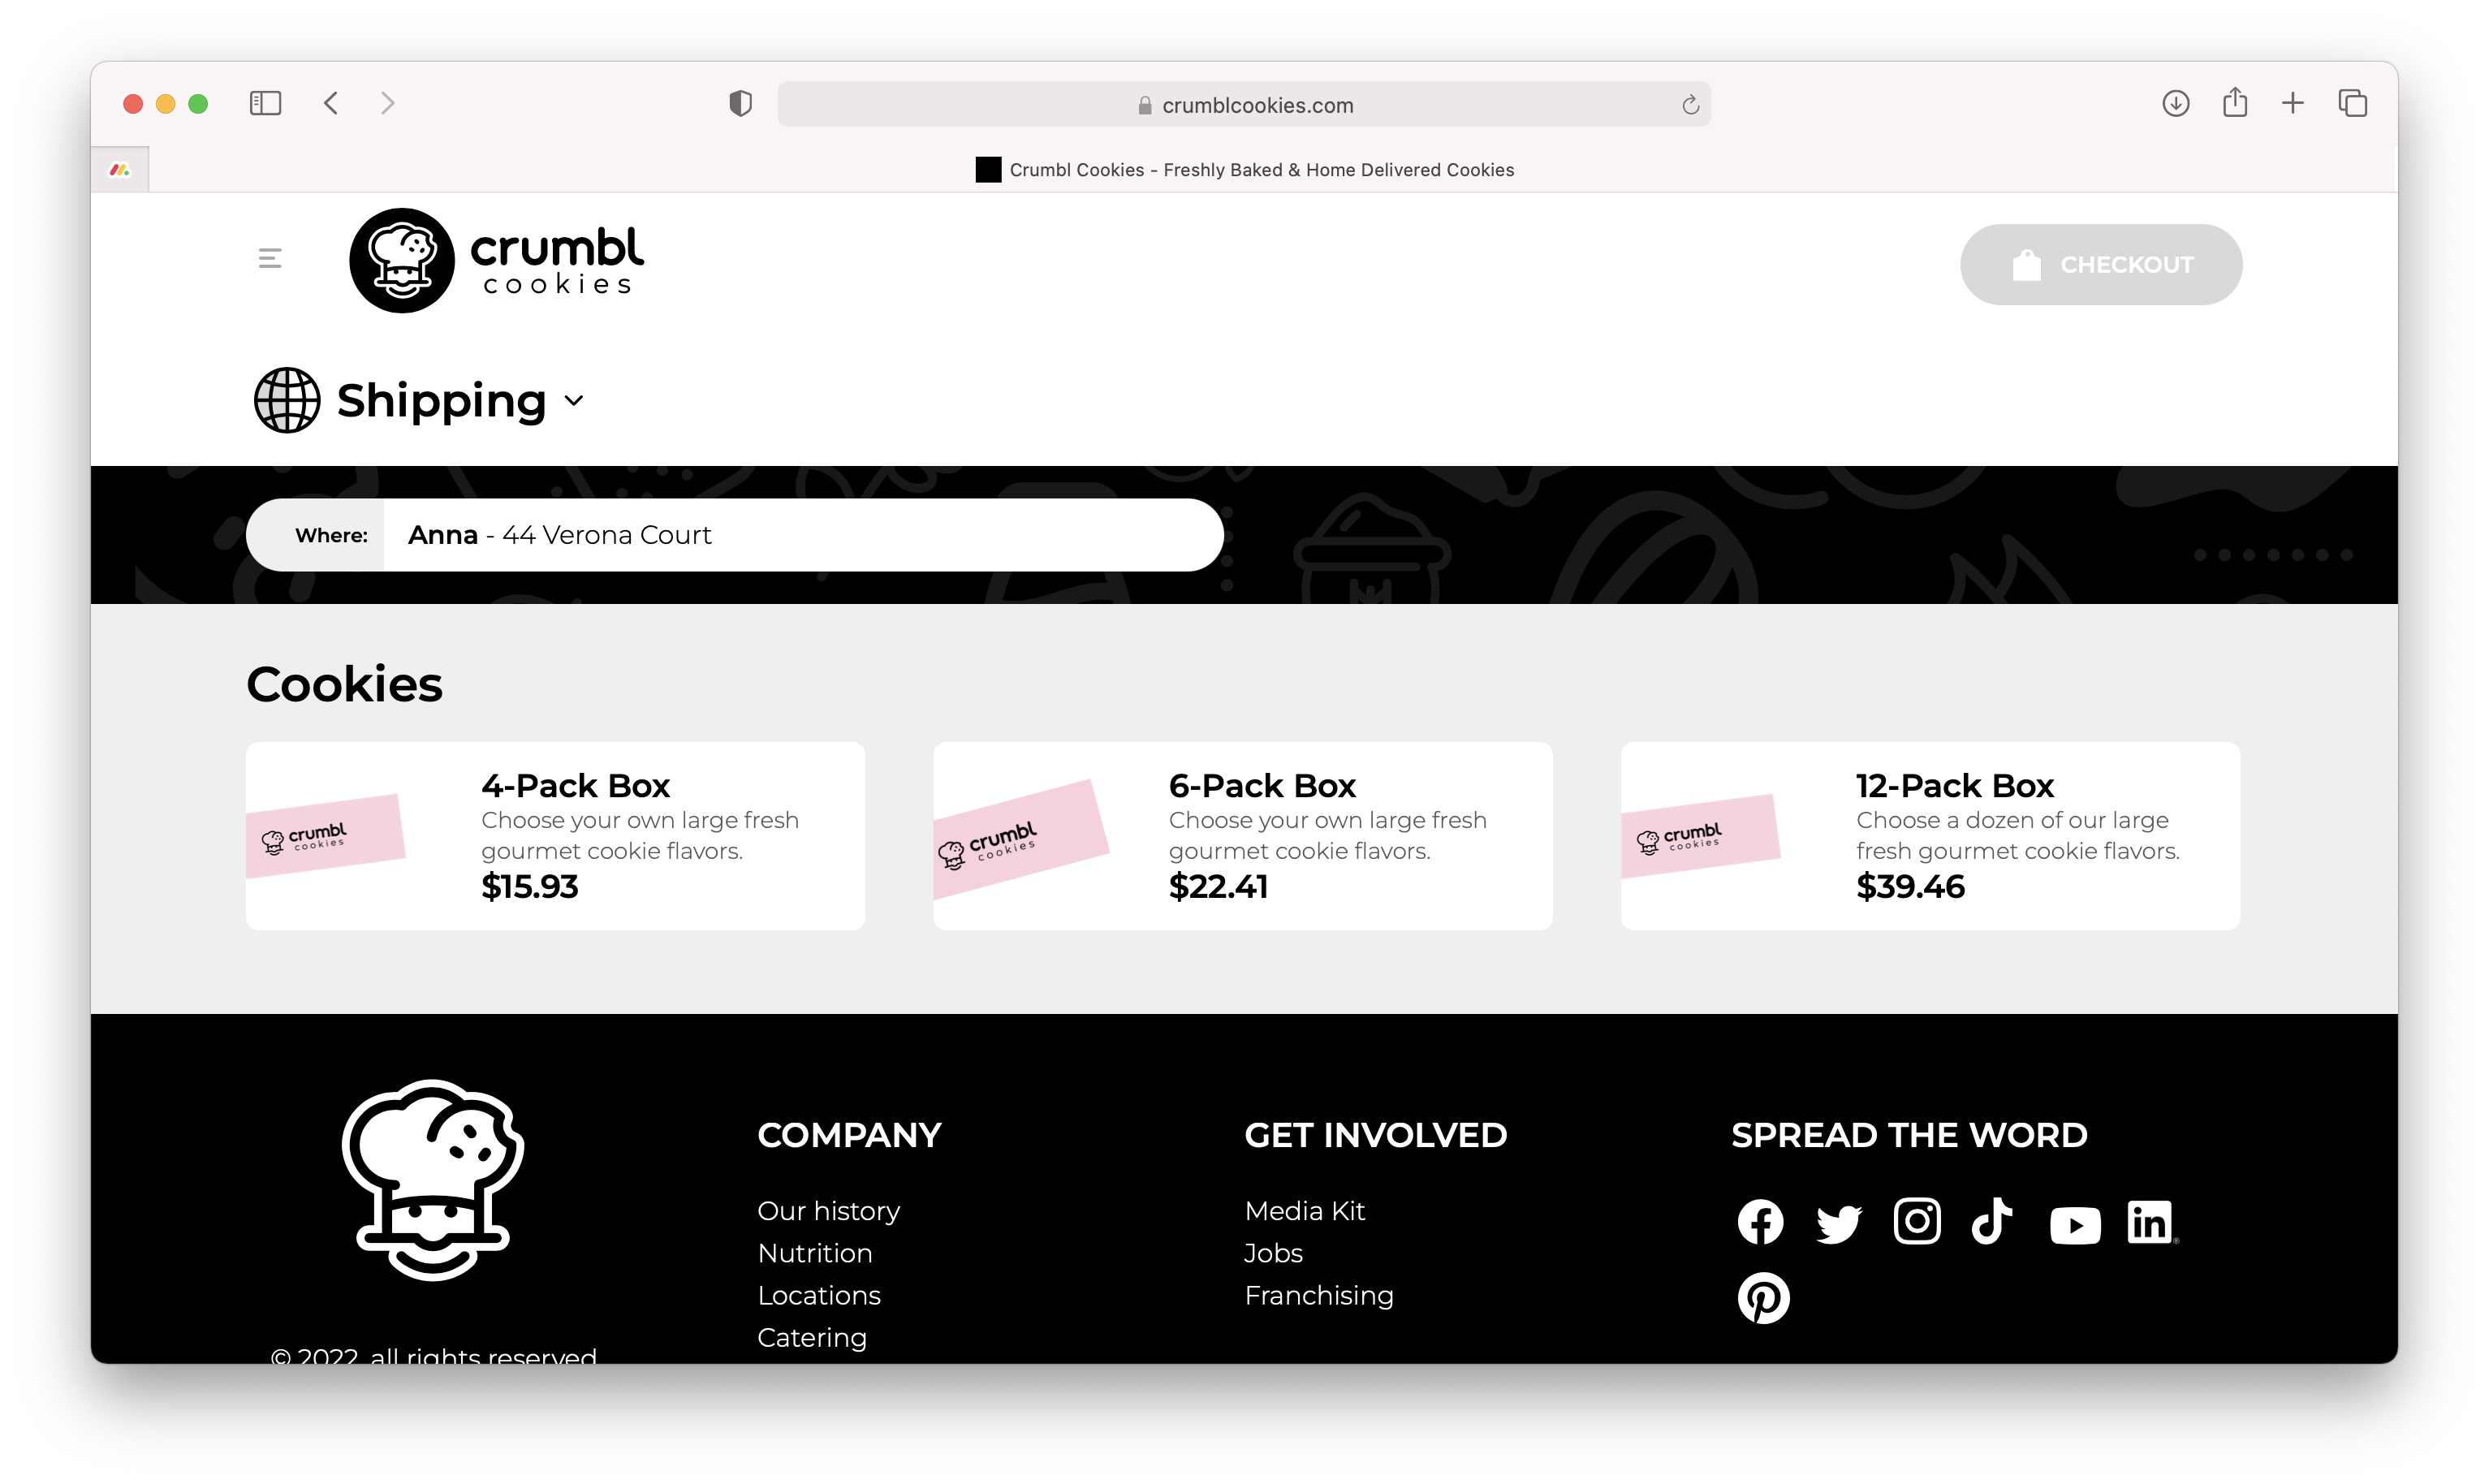 crumblcookies.com
Crumbl Cookies - Freshly Baked & Home Delivered Cookies
crumbl
cookies
CHECKOUT
Shipping
Where:
Anna - 44 Verona Court
Cookies
crumbl
cookies
4-Pack Box
Choose your own large fresh
gourmet cookie flavors.
$15.93
crumbl
cookies
6-Pack Box
Choose your own large fresh
gourmet cookie flavors.
$22.41
crumbl
cookies
12-Pack Box
Choose a dozen of our large
fresh gourmet cookie flavors.
$39.46
© 2022, all rights reserved
COMPANY
Our history
Nutrition
Locations
Catering
GET INVOLVED
Media Kit
Jobs
Franchising
SPREAD THE WORD
in